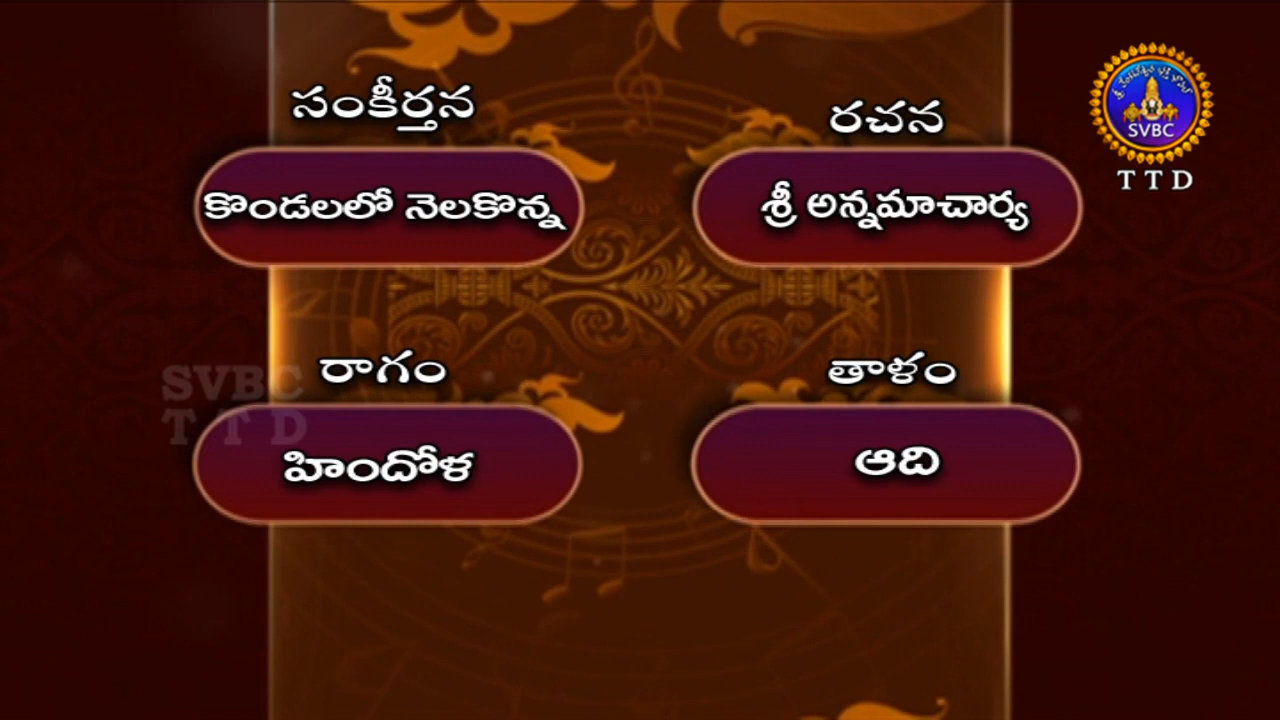 సంకీర్తన
కొండలలో నెలకొన్న
రచన
శ్రీ అన్నమాచార్య
SVBC
TTD
రాగం
హిందోళ
తాళం
ఆది
SVBC
TTD